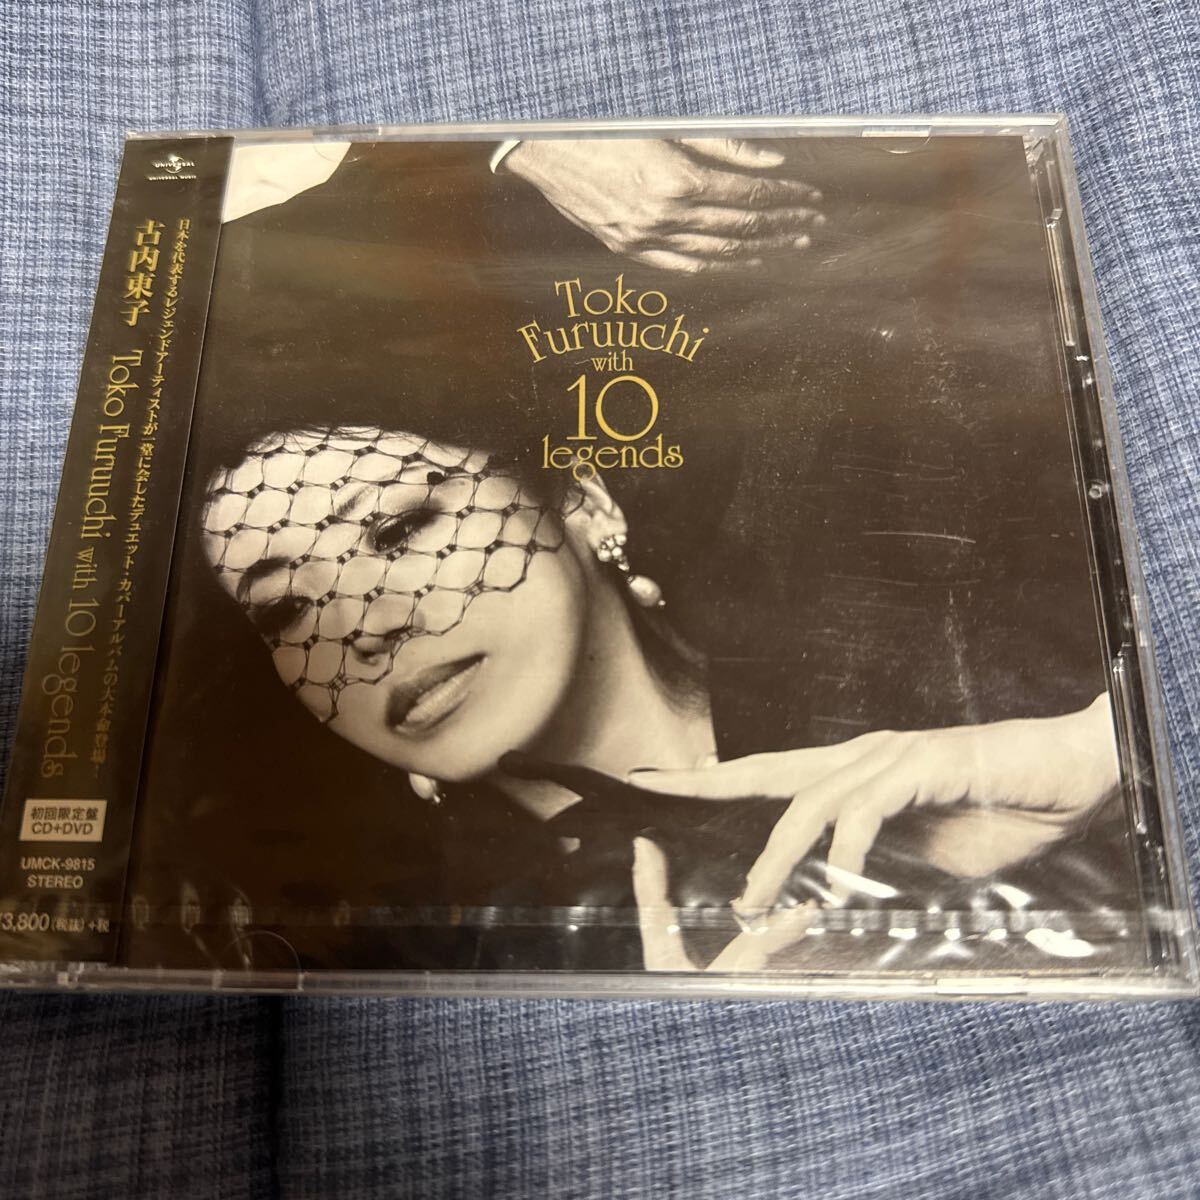 UNIVERSAL
UNIVERSAL MUSIC
日本を代表するレジェンドアーティストが一堂に会したデュエット・カバーアルバムの大本命登場!
古内東子 Toko Furuuchi with 10 legends
初回限定盤
CD+DVD
UMCK-9815
STEREO
¥3,800(税抜)+税
Toko
Furuuchi
with
10
legends